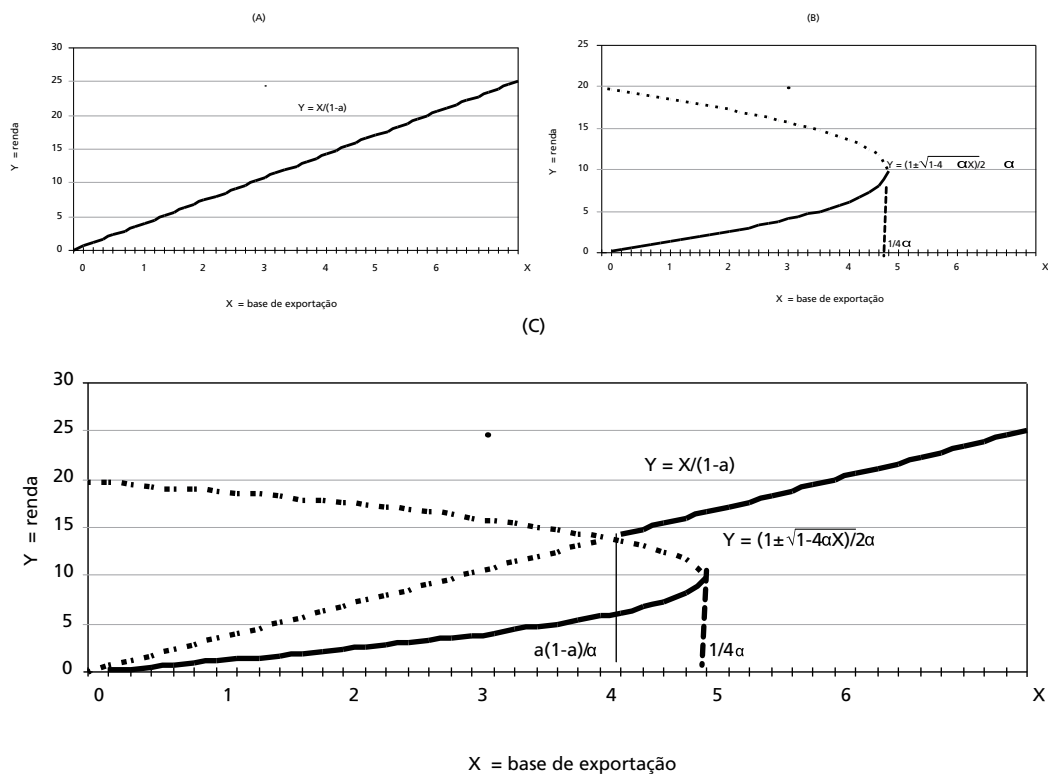 (A)
30
25
20
15
10
5
0
Y = renda
Y = X/(1-a)
0 1 2 3 4 5 6 X
X = base de exportação
(B)
25
20
15
10
5
0
Y = renda
Y = (1±√1-4 αX)/2 α
1/4α
0 1 2 3 4 5 6 X
X = base de exportação
(C)
30
25
20
15
10
5
0
Y = renda
Y = X/(1-a)
Y = (1±√1-4αX)/2α
a(1-a)/α
1/4α
0 1 2 3 4 5 6 X
X = base de exportação